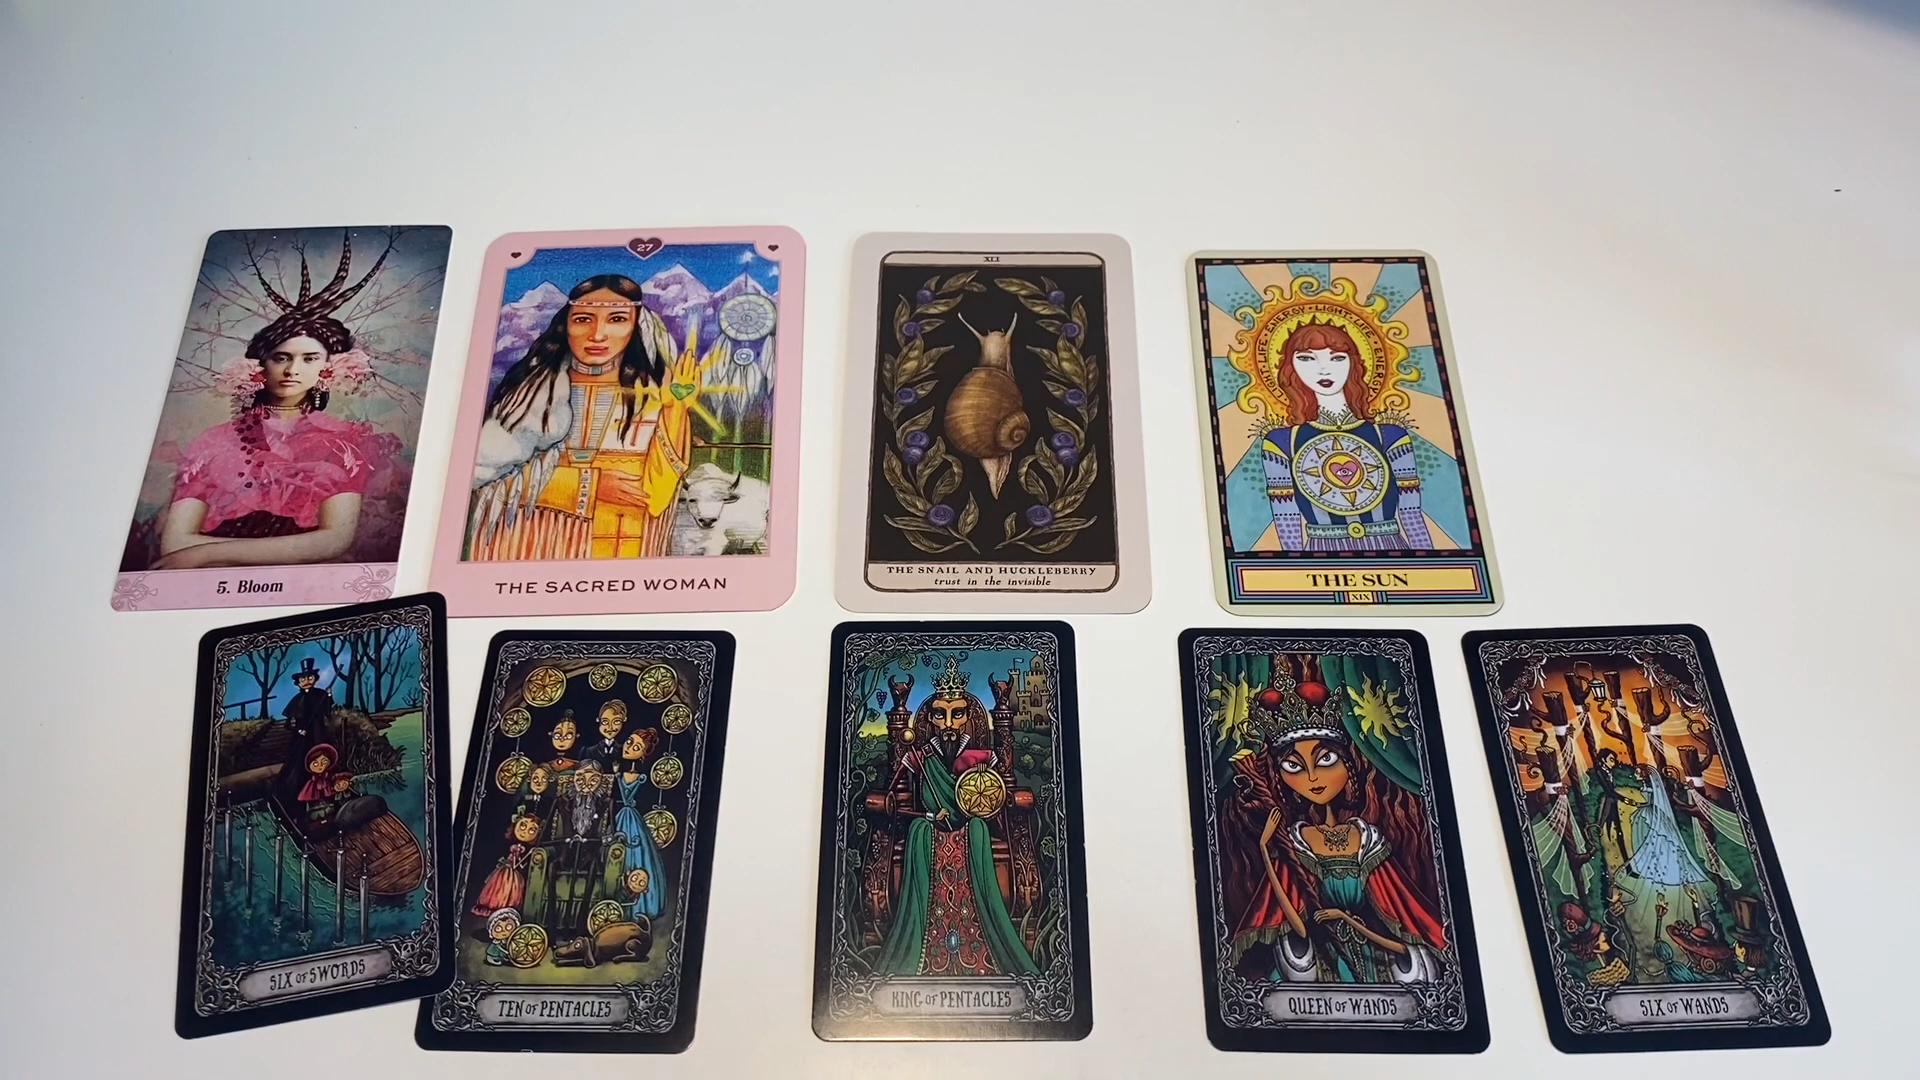 5. Bloom
27
THE SACRED WOMAN
XLI
THE SNAIL AND HUCKLEBERRY
trust in the invisible
LIGHT·LIFE·ENERGY·LIGHT·LIFE·ENERGY
THE SUN
XIX
SIX OF SWORDS
TEN OF PENTACLES
KING OF PENTACLES
QUEEN OF WANDS
SIX OF WANDS